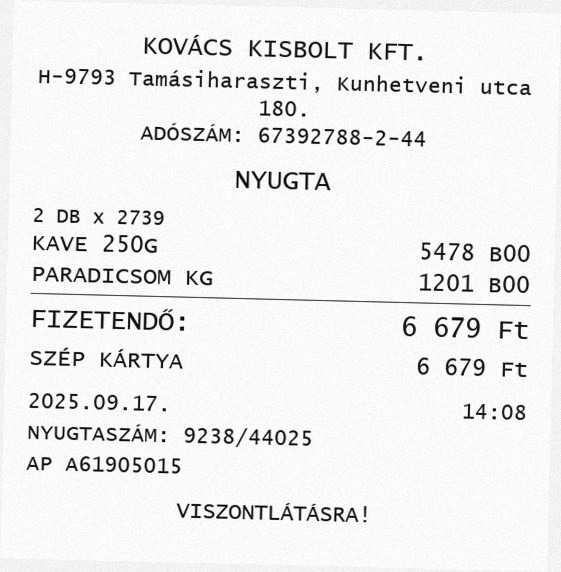 KOVÁCS KISBOLT KFT.
H-9793 Tamásiharaszti, Kunhetveni utca
180.
ADÓSZÁM: 67392788-2-44
NYUGTA
2 DB x 2739
KAVE 250G 5478 B00
PARADICSOM KG 1201 B00
FIZETENDŐ: 6 679 Ft
SZÉP KÁRTYA 6 679 Ft
2025.09.17. 14:08
NYUGTASZÁM: 9238/44025
AP A61905015
VISZONTLÁTÁSRA!